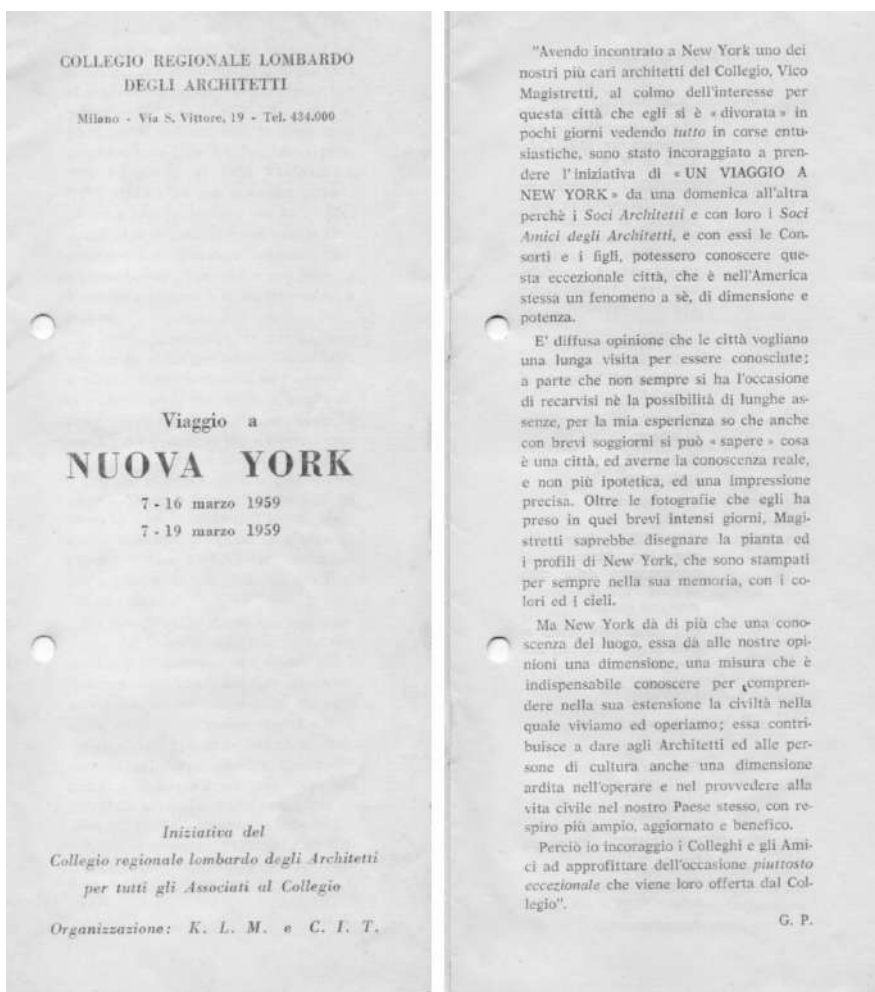 COLLEGIO REGIONALE LOMBARDO
DEGLI ARCHITETTI
Milano - Via S. Vittore, 19 - Tel. 434.000
Viaggio a
NUOVA YORK
7 - 16 marzo 1959
7 - 19 marzo 1959
Iniziativa del
Collegio regionale lombardo degli Architetti
per tutti gli Associati al Collegio
Organizzazione: K. L. M. e C. I. T.
"Avendo incontrato a New York uno dei
nostri più cari architetti del Collegio, Vico
Magistretti, al colmo dell'interesse per
questa città che egli si è «divorata» in
pochi giorni vedendo tutto in corse entu-
siastiche, sono stato incoraggiato a pren-
dere l'iniziativa di «UN VIAGGIO A
NEW YORK» da una domenica all'altra
perchè i Soci Architetti e con loro i Soci
Amici degli Architetti, e con essi le Con-
sorti e i figli, potessero conoscere que-
sta eccezionale città, che è nell'America
stessa un fenomeno a sè, di dimensione e
potenza.
E' diffusa opinione che le città vogliano
una lunga visita per essere conosciute;
a parte che non sempre si ha l'occasione
di recarvisi nè la possibilità di lunghe as-
senze, per la mia esperienza so che anche
con brevi soggiorni si può «sapere» cosa
è una città, ed averne la conoscenza reale,
e non più ipotetica, ed una impressione
precisa. Oltre le fotografie che egli ha
preso in quei brevi intensi giorni, Magi-
stretti saprebbe disegnare la pianta ed
i profili di New York, che sono stampati
per sempre nella sua memoria, con i co-
lori ed i cieli.
Ma New York dà di più che una cono-
scenza del luogo, essa dà alle nostre opi-
nioni una dimensione, una misura che è
indispensabile conoscere per compren-
dere nella sua estensione la civiltà nella
quale viviamo ed operiamo; essa contri-
buisce a dare agli Architetti ed alle per-
sone di cultura anche una dimensione
ardita nell'operare e nel provvedere alla
vita civile nel nostro Paese stesso, con re-
spiro più ampio, aggiornato e benefico.
Perciò io incoraggio i Colleghi e gli Ami-
ci ad approfittare dell'occasione piuttosto
eccezionale che viene loro offerta dal Col-
legio".
G. P.